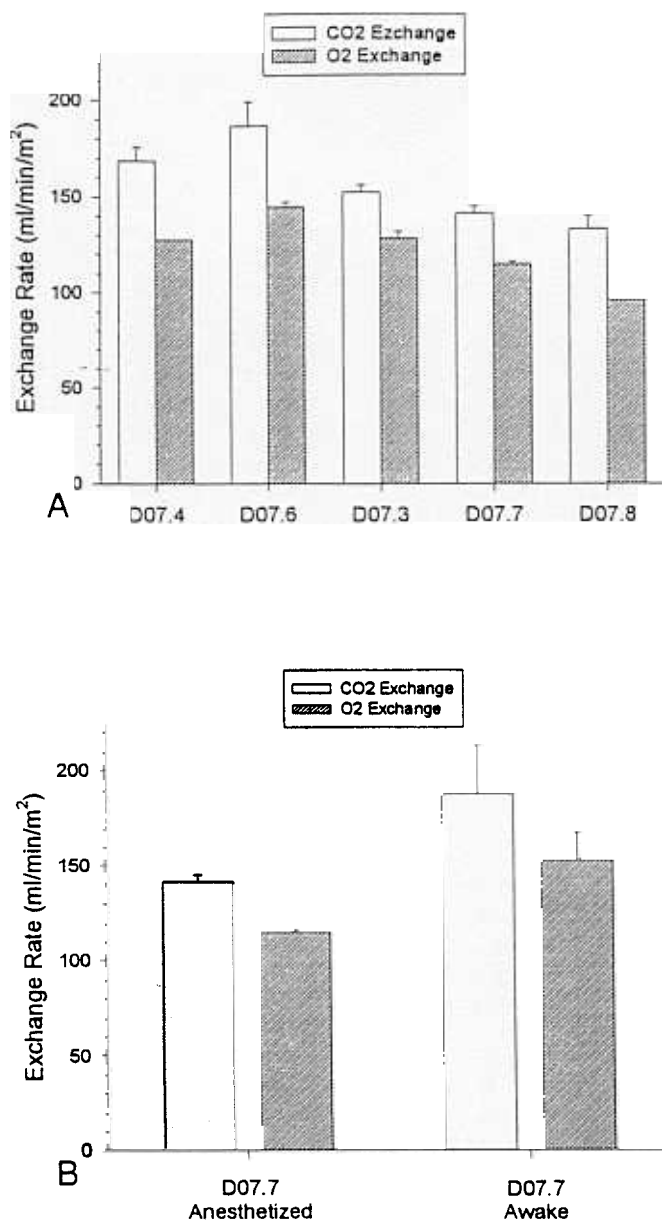 CO2 Ezchange
O2 Exchange
Exchange Rate (ml/min/m²)
200
150
100
50
0
A
D07.4 D07.6 D07.3 D07.7 D07.8
CO2 Exchange
O2 Exchange
Exchange Rate (ml/min/m²)
200
150
100
50
0
B
D07.7 D07.7
Anesthetized Awake